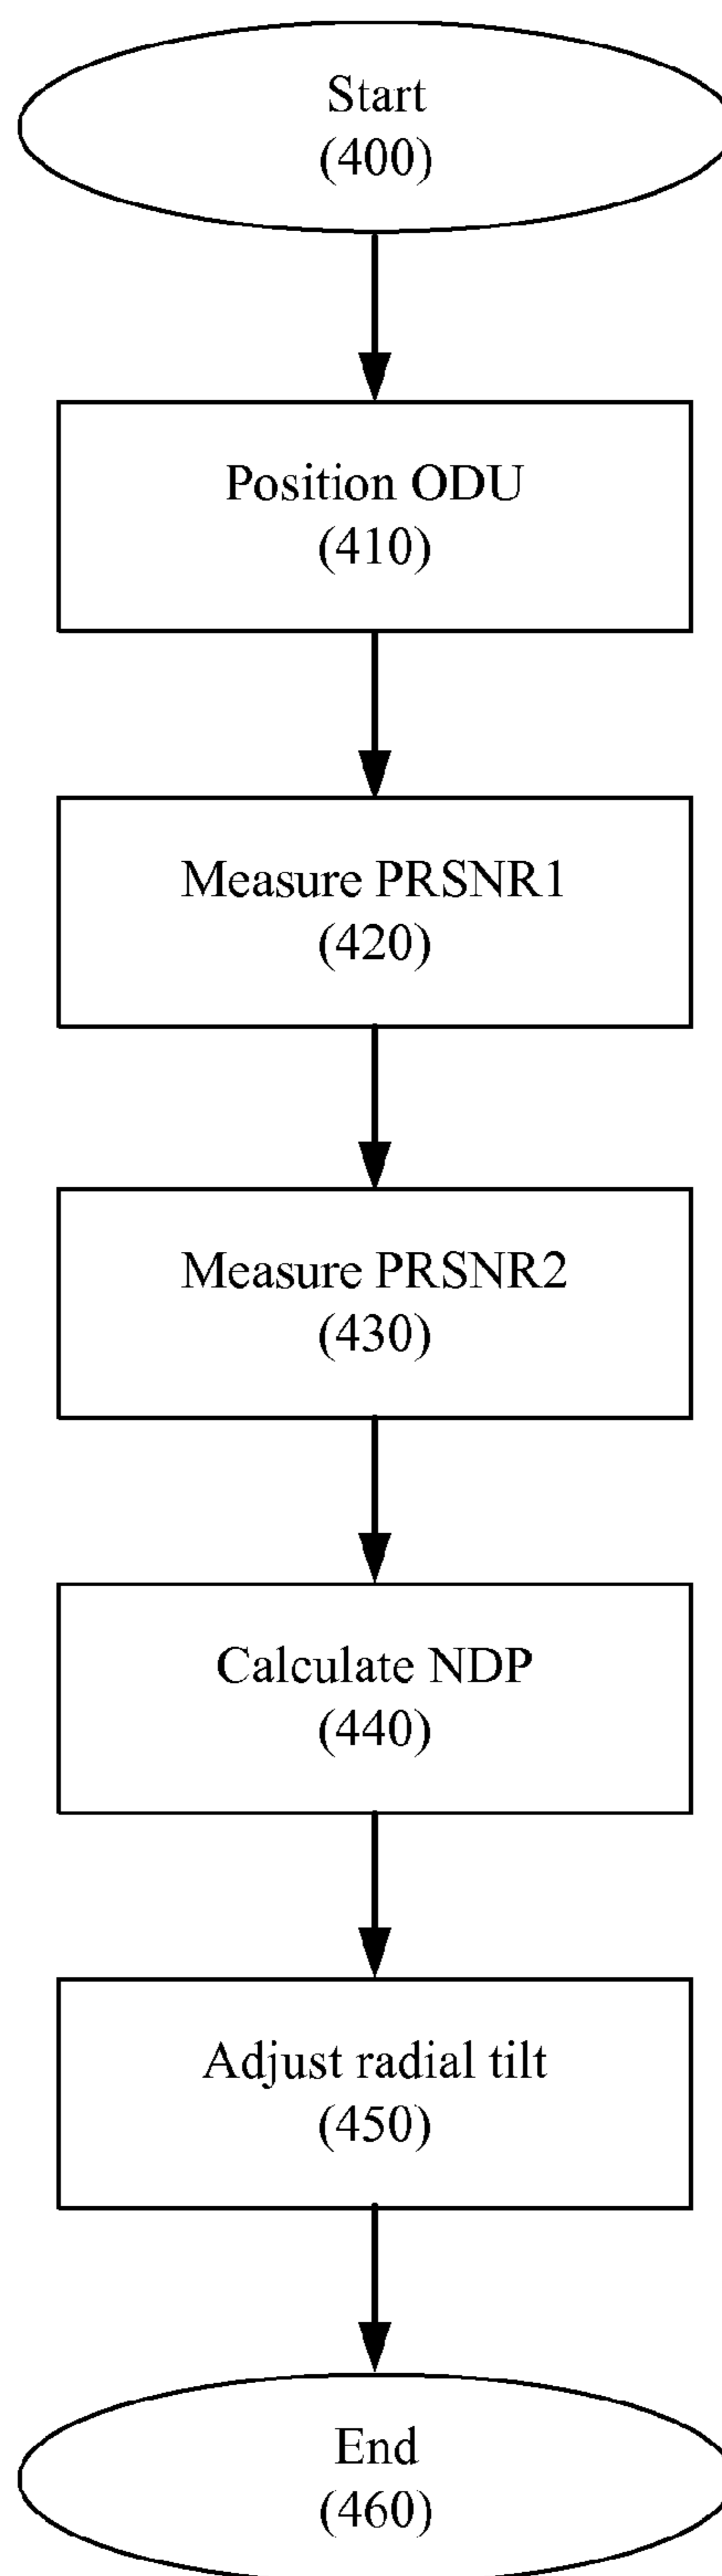 Start
(400)
Position ODU
(410)
Measure PRSNR1
(420)
Measure PRSNR2
(430)
Calculate NDP
(440)
Adjust radial tilt
(450)
End
(460)